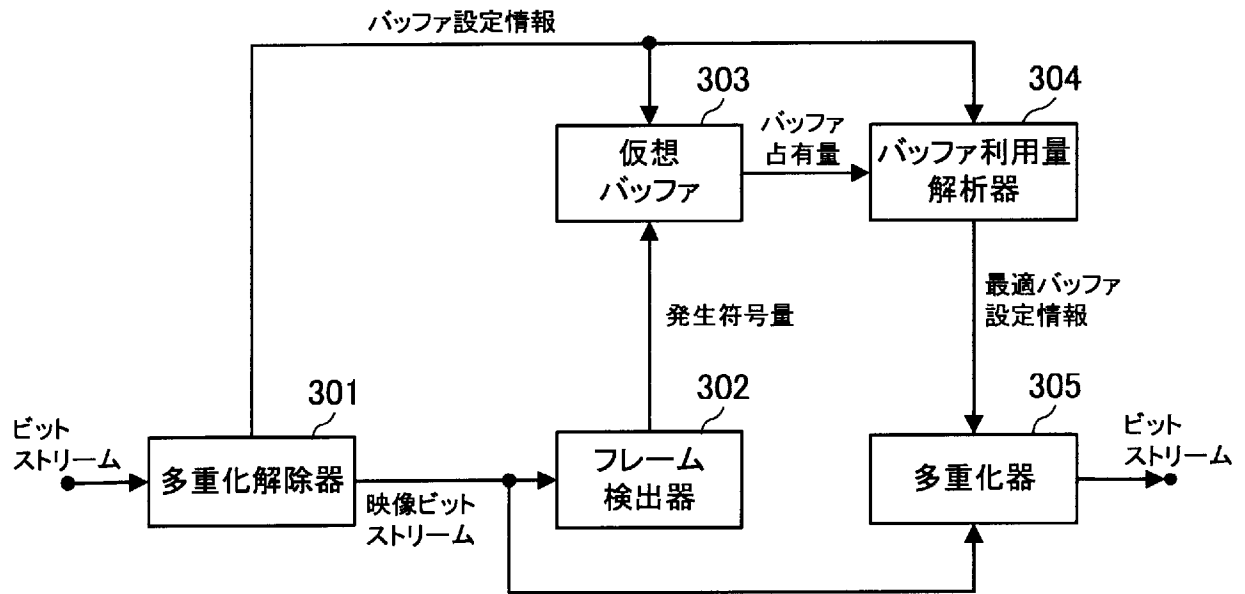 バッファ設定情報
303
304
仮想
バッファ
バッファ
占有量
バッファ利用量
解析器
発生符号量
最適バッファ
設定情報
301
302
305
ビット
ストリーム
多重化解除器
映像ビット
ストリーム
フレーム
検出器
多重化器
ビット
ストリーム